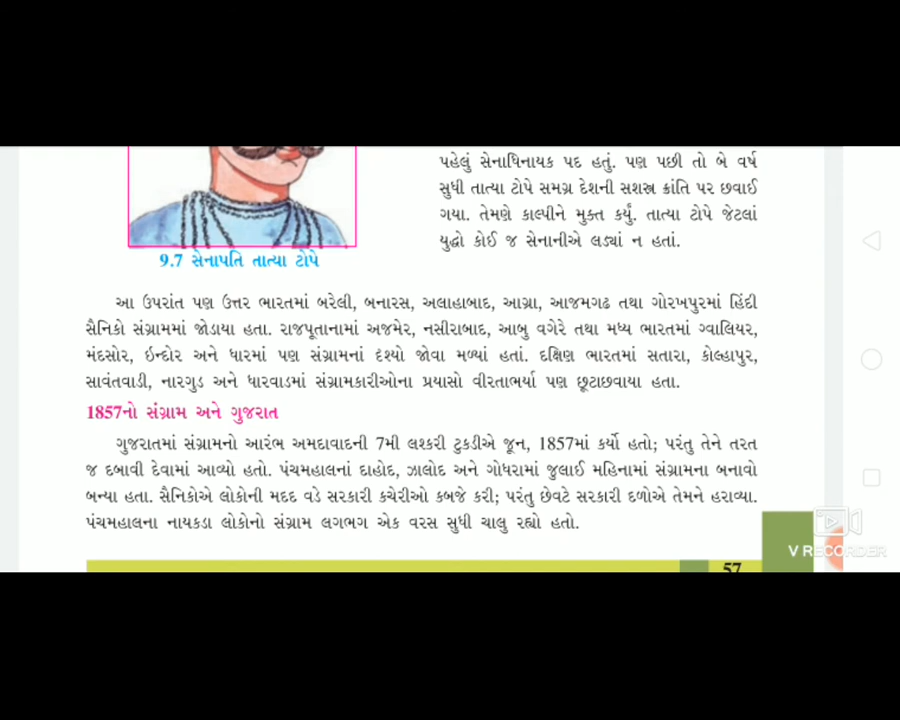 પહેલું સેનાધિનાયક પદ હતું. પણ પછી તો બે વર્ષ
સુધી તાત્યા ટોપે સમગ્ર દેશની સશસ્ત્ર ક્રાંતિ પર છવાઈ
ગયા. તેમણે કાલ્પીને મુક્ત કર્યું. તાત્યા ટોપે જેટલાં
યુદ્ધો કોઈ જ સેનાનીએ લડ્યાં ન હતાં.
9.7 સેનાપતિ તાત્યા ટોપે
આ ઉપરાંત પણ ઉત્તર ભારતમાં બરેલી, બનારસ, અલાહાબાદ, આગ્રા, આજમગઢ તથા ગોરખપુરમાં હિંદી
સૈનિકો સંગ્રામમાં જોડાયા હતા. રાજપૂતાનામાં અજમેર, નસીરાબાદ, આબુ વગેરે તથા મધ્ય ભારતમાં ગ્વાલિયર,
મંદસોર, ઇન્દોર અને ધારમાં પણ સંગ્રામનાં દૃશ્યો જોવા મળ્યાં હતાં. દક્ષિણ ભારતમાં સતારા, કોલ્હાપુર,
સાવંતવાડી, નારગુડ અને ધારવાડમાં સંગ્રામકારીઓના પ્રયાસો વીરતાભર્યા પણ છૂટાછવાયા હતા.
1857નો સંગ્રામ અને ગુજરાત
ગુજરાતમાં સંગ્રામનો આરંભ અમદાવાદની 7મી લશ્કરી ટુકડીએ જૂન, 1857માં કર્યો હતો; પરંતુ તેને તરત
જ દબાવી દેવામાં આવ્યો હતો. પંચમહાલનાં દાહોદ, ઝાલોદ અને ગોધરામાં જુલાઈ મહિનામાં સંગ્રામના બનાવો
બન્યા હતા. સૈનિકોએ લોકોની મદદ વડે સરકારી કચેરીઓ કબજે કરી; પરંતુ છેવટે સરકારી દળોએ તેમને હરાવ્યા.
પંચમહાલના નાયકડા લોકોનો સંગ્રામ લગભગ એક વરસ સુધી ચાલુ રહ્યો હતો.
V RECORDER
57